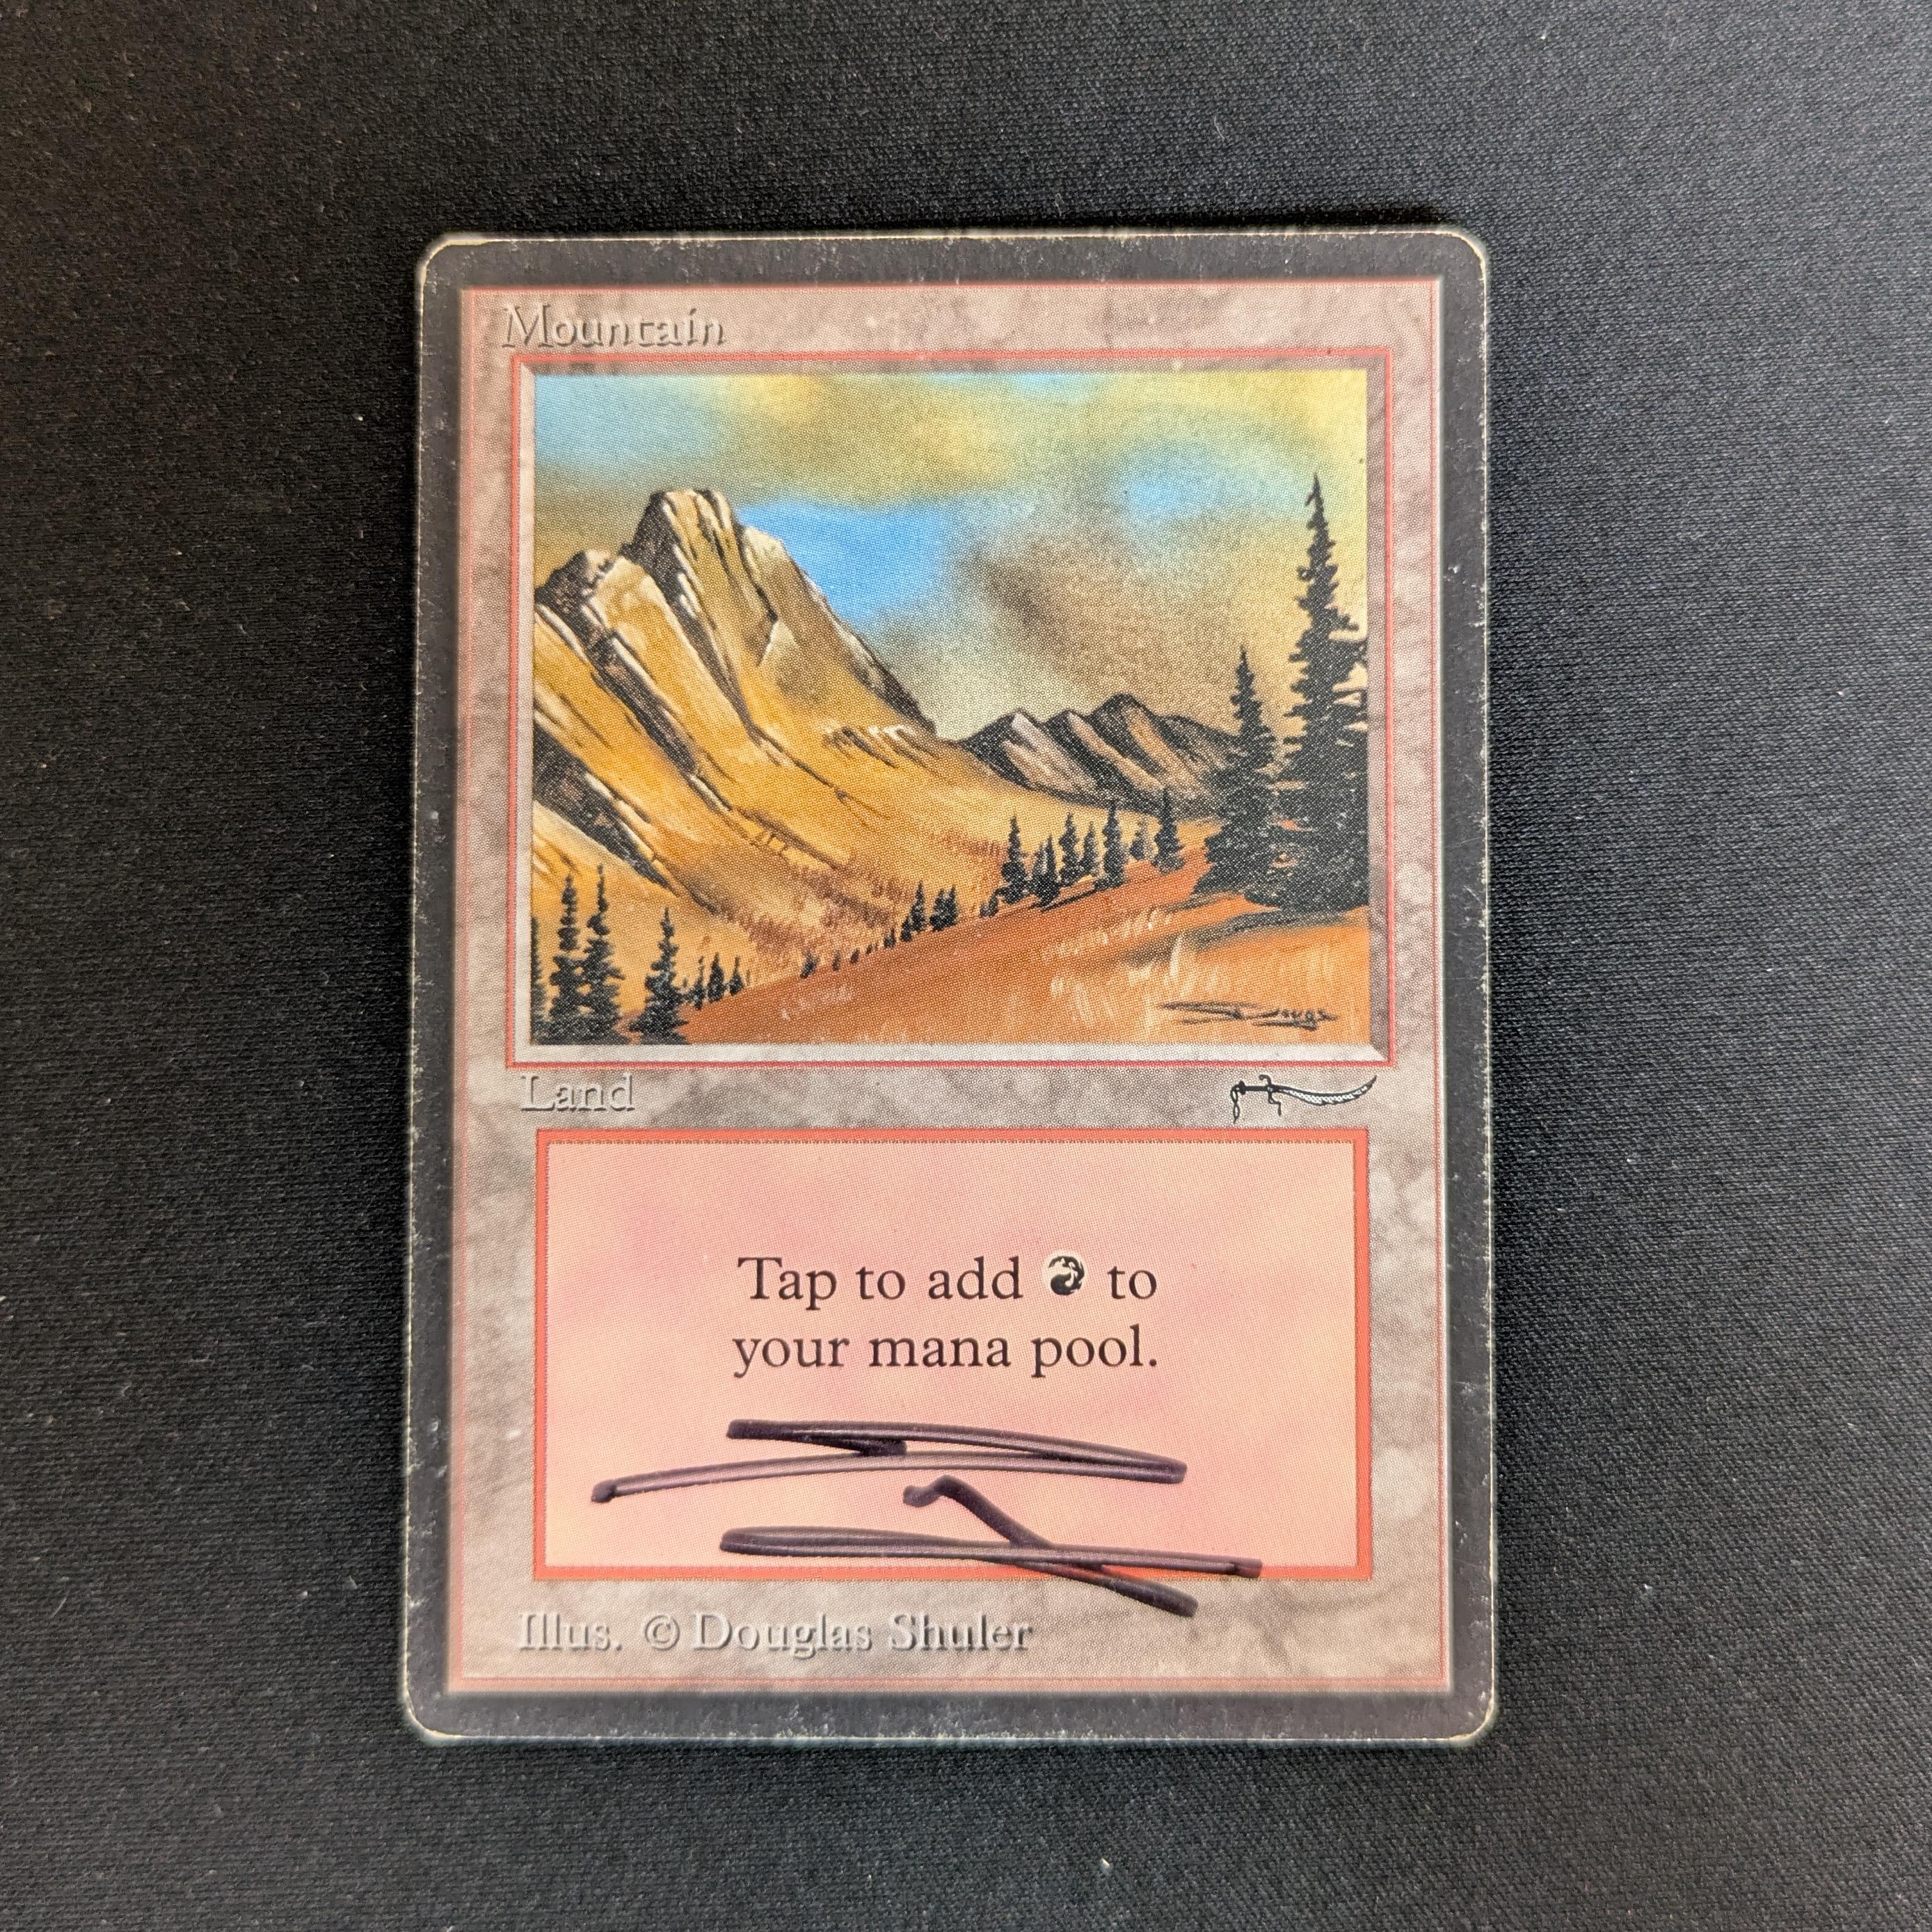 Mountain
Land
Tap to add to
your mana pool.
Illus. © Douglas Shuler